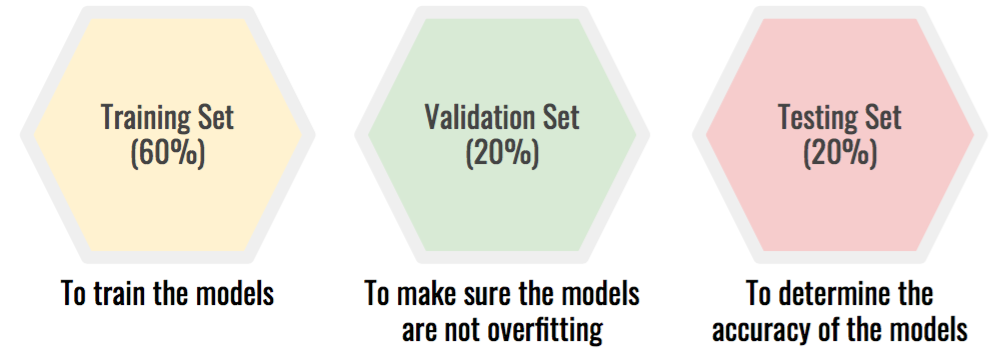 Training Set
(60%)
Validation Set
(20%)
Testing Set
(20%)
To train the models
To make sure the models
are not overfitting
To determine the
accuracy of the models